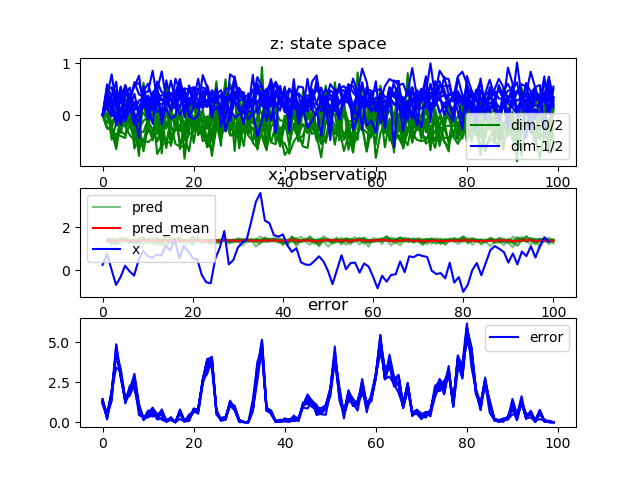 z: state space
1
0
dim-0/2
dim-1/2
0 20 40 60 80 100
x: observation
2
0
pred
pred_mean
x
0 20 40 60 80 100
error
5.0
2.5
0.0
error
0 20 40 60 80 100